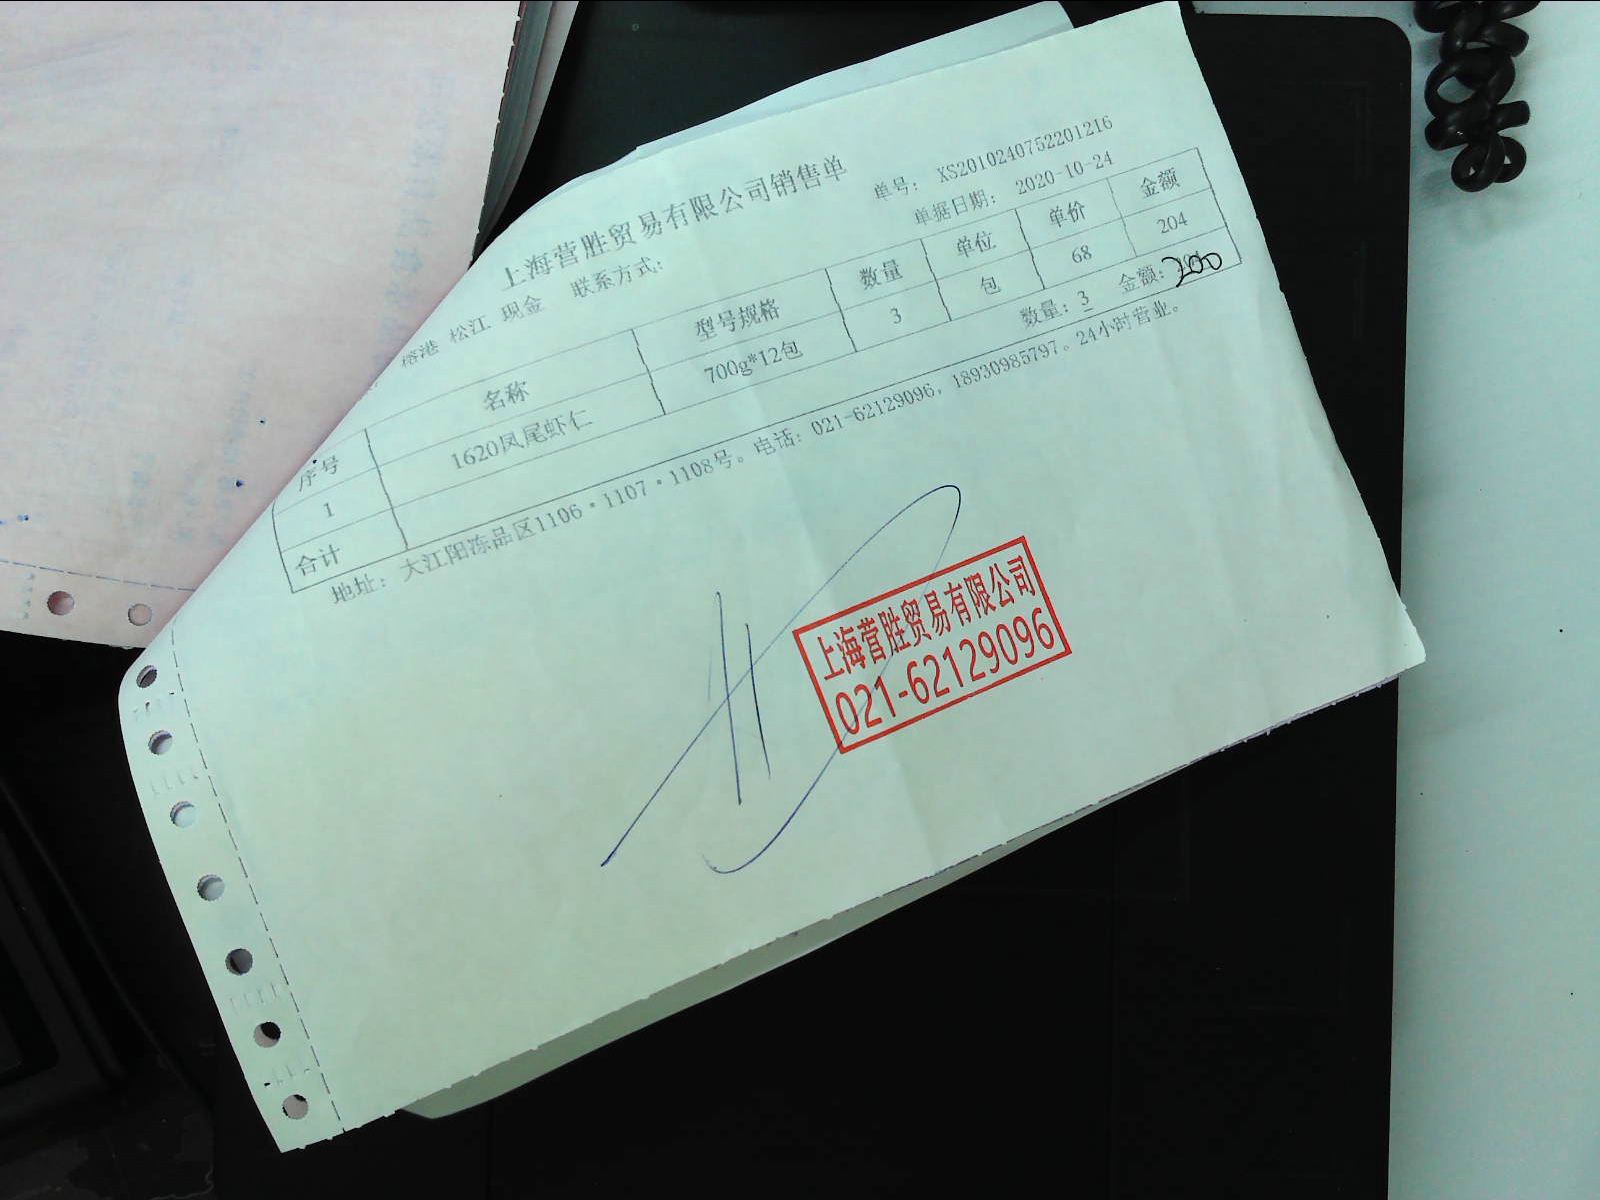 上海营胜贸易有限公司销售单
单号: XS2010240752201216
榕港 松江 现金 联系方式: 单据日期: 2020-10-24
序号 名称 型号规格 数量 单位 单价 金额
1 1620凤尾虾仁 700g*12包 3 包 68 204
合计 数量: 3 金额: 200
地址: 大江阳冻品区1106·1107·1108号。电话: 021-62129096, 18930985797。24小时营业。
上海营胜贸易有限公司
021-62129096